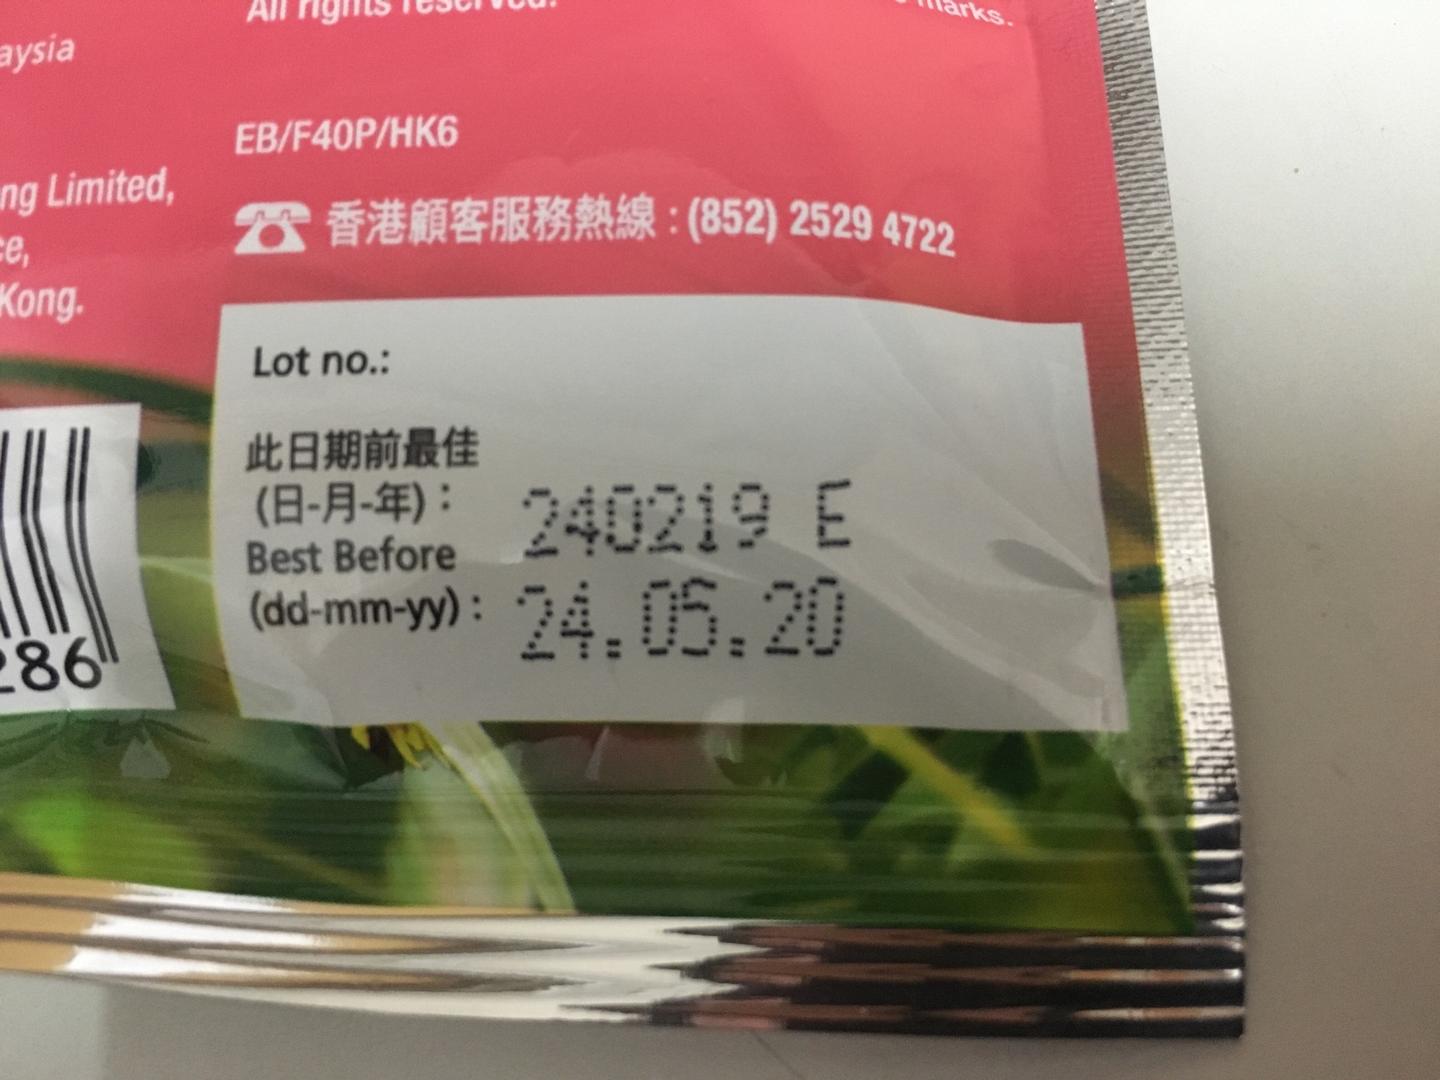 All rights reserved.
marks.
aysia
EB/F40P/HK6
ng Limited,
香港顧客服務熱線 : (852) 2529 4722
ce,
Kong.
Lot no.:
此日期前最佳
(日-月-年) :
240219 E
Best Before
(dd-mm-yy) :
24.05.20
286